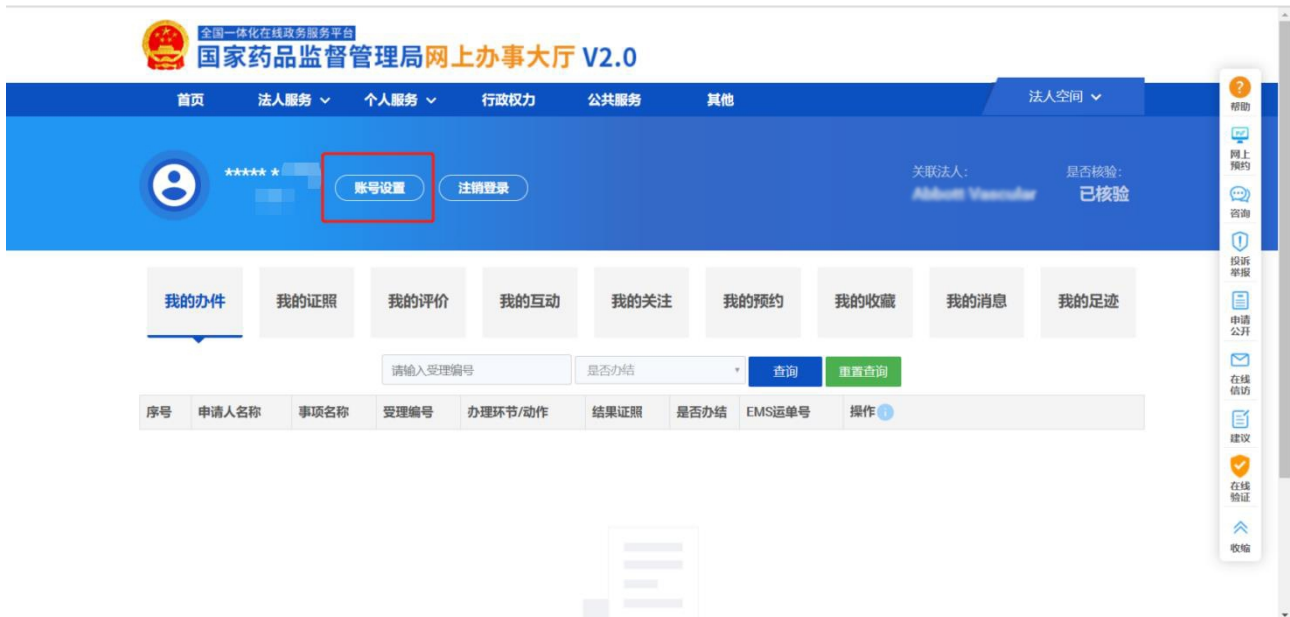 全国一体化在线政务服务平台
国家药品监督管理局网上办事大厅 V2.0
首页 法人服务 个人服务 行政权力 公共服务 其他 法人空间
***** *
账号设置 注销登录
关联法人: 是否核验:
Abbott Vascular 已核验
我的办件 我的证照 我的评价 我的互动 我的关注 我的预约 我的收藏 我的消息 我的足迹
请输入受理编号 是否办结 查询 重置查询
序号 申请人名称 事项名称 受理编号 办理环节/动作 结果证照 是否办结 EMS运单号 操作
帮助
网上
预约
咨询
投诉
举报
申请
公开
在线
信访
建议
在线
验证
收缩